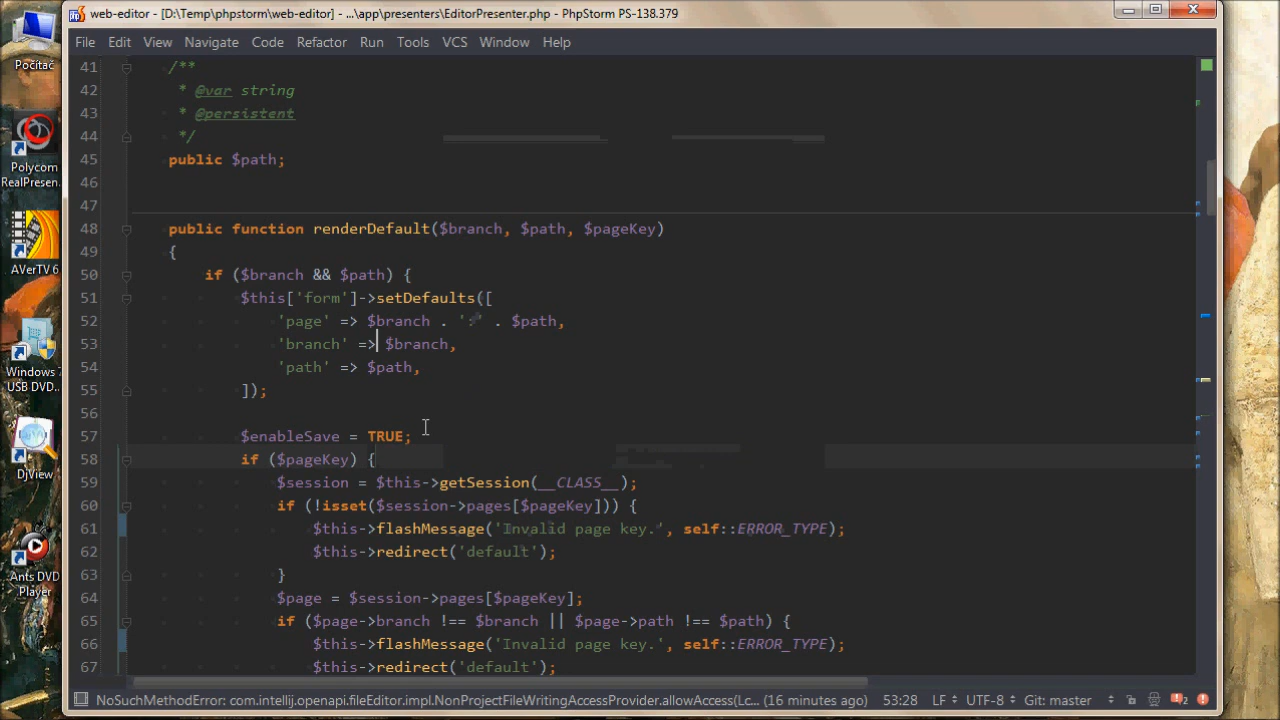 web-editor - [D:\Temp\phpstorm\web-editor] - ...\app\presenters\EditorPresenter.php - PhpStorm PS-138.379
File Edit View Navigate Code Refactor Run Tools VCS Window Help
Počítač
Polycom
RealPresen...
AVerTV 6
Windows 7
USB DVD...
DjView
Ants DVD
Player
41 /**
42 * @var string
43 * @persistent
44 */
45 public $path;
46
47
48 public function renderDefault($branch, $path, $pageKey)
49 {
50 if ($branch && $path) {
51 $this['form']->setDefaults([
52 'page' => $branch . ':' . $path,
53 'branch' => $branch,
54 'path' => $path,
55 ]);
56
57 $enableSave = TRUE;
58 if ($pageKey) {
59 $session = $this->getSession(__CLASS__);
60 if (!isset($session->pages[$pageKey])) {
61 $this->flashMessage('Invalid page key.', self::ERROR_TYPE);
62 $this->redirect('default');
63 }
64 $page = $session->pages[$pageKey];
65 if ($page->branch !== $branch || $page->path !== $path) {
66 $this->flashMessage('Invalid page key.', self::ERROR_TYPE);
67 $this->redirect('default');
NoSuchMethodError: com.intellij.openapi.fileEditor.impl.NonProjectFileWritingAccessProvider.allowAccess(Lc... (16 minutes ago) 53:28 LF UTF-8 Git: master 2